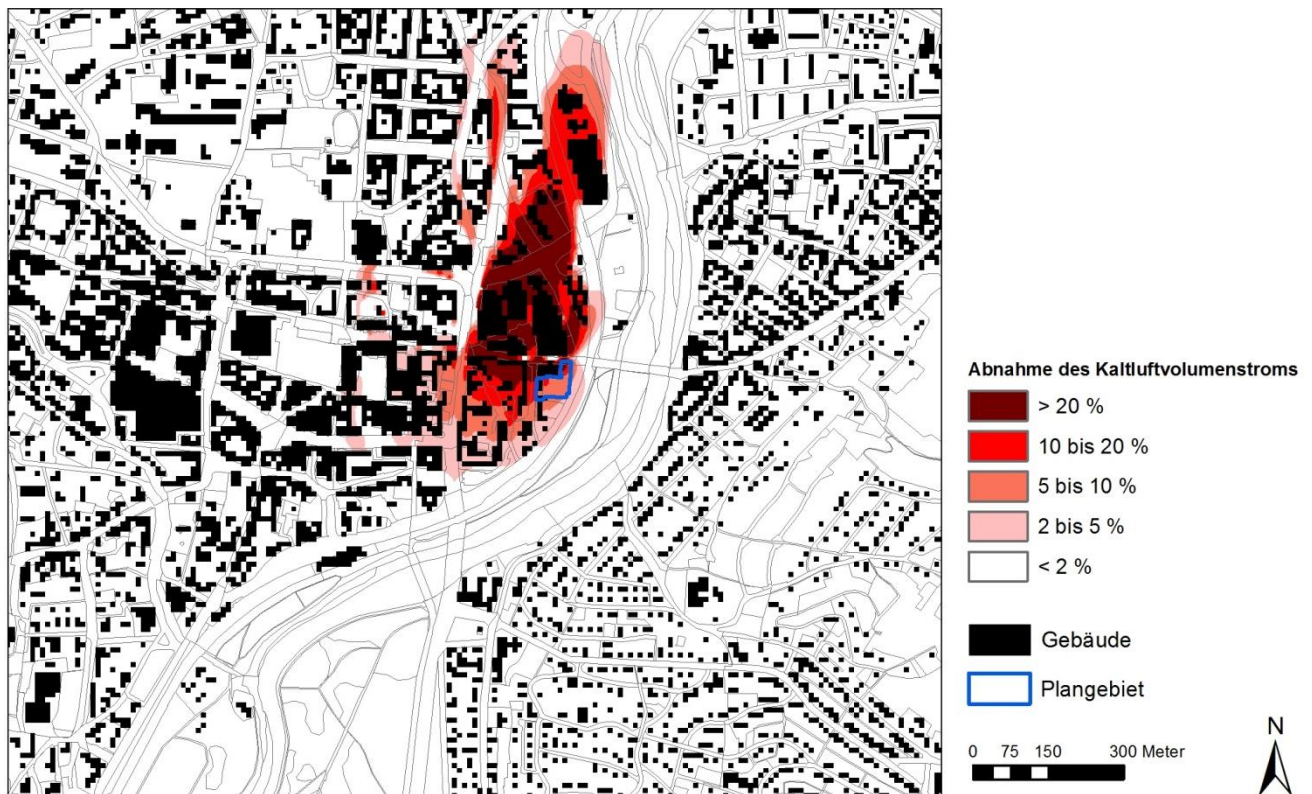 Abnahme des Kaltluftvolumenstroms
> 20 %
10 bis 20 %
5 bis 10 %
2 bis 5 %
< 2 %
Gebäude
Plangebiet
0 75 150 300 Meter
N